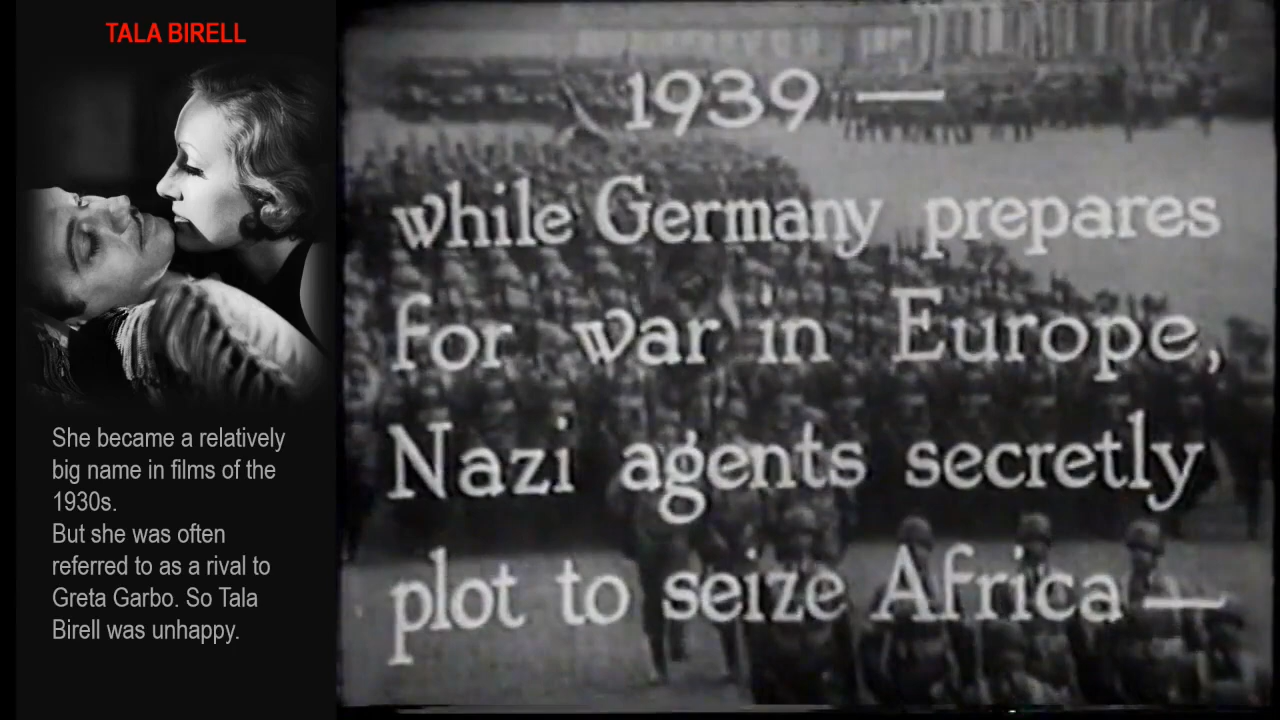 TALA BIRELL
She became a relatively
big name in films of the
1930s.
But she was often
referred to as a rival to
Greta Garbo. So Tala
Birell was unhappy.
1939 —
while Germany prepares
for war in Europe,
Nazi agents secretly
plot to seize Africa —